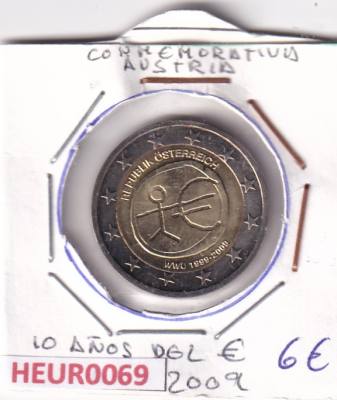 CONMEMORATIVA
AUSTRIA
REPUBLIK ÖSTERREICH
WWU 1999-2009
10 AÑOS DEL € 6€
HEUR0069 2009